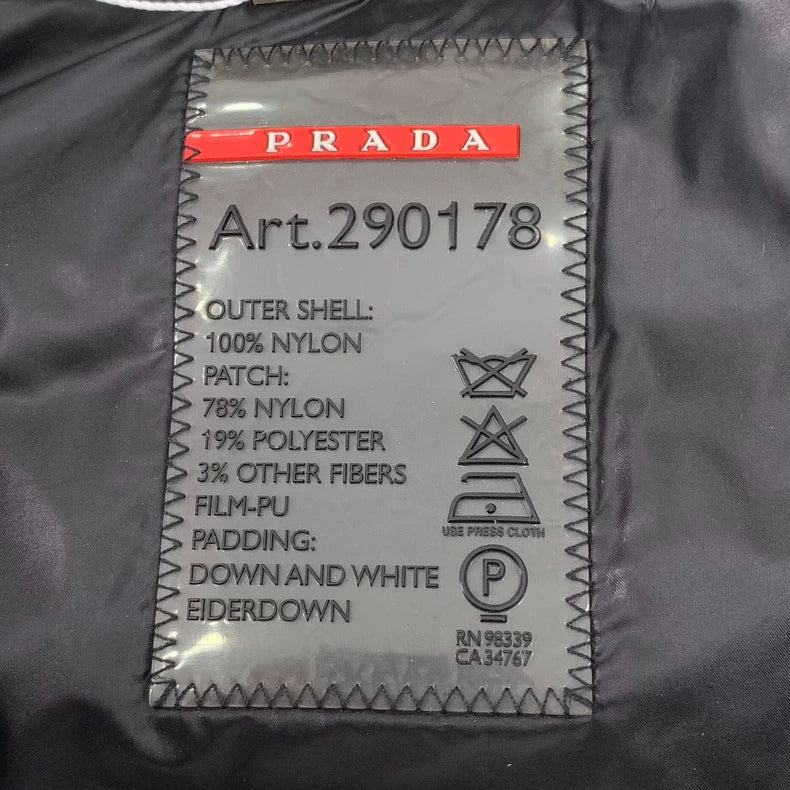 PRADA
Art.290178
OUTER SHELL:
100% NYLON
PATCH:
78% NYLON
19% POLYESTER
3% OTHER FIBERS
FILM-PU
PADDING:
DOWN AND WHITE
EIDERDOWN
USE PRESS CLOTH
P
RN 98339
CA 34767